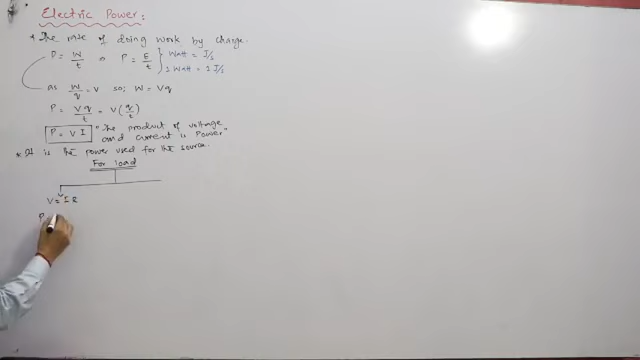 Electric Power:
* The rate of doing work by charge.
P = W/t or P = E/t } Watt = J/s
1 Watt = 1 J/s
as W/q = V so; W = Vq
P = Vq/t = V(q/t)
P = VI "The product of voltage and current is Power"
* It is the power used for the source.
For load
V = IR
P